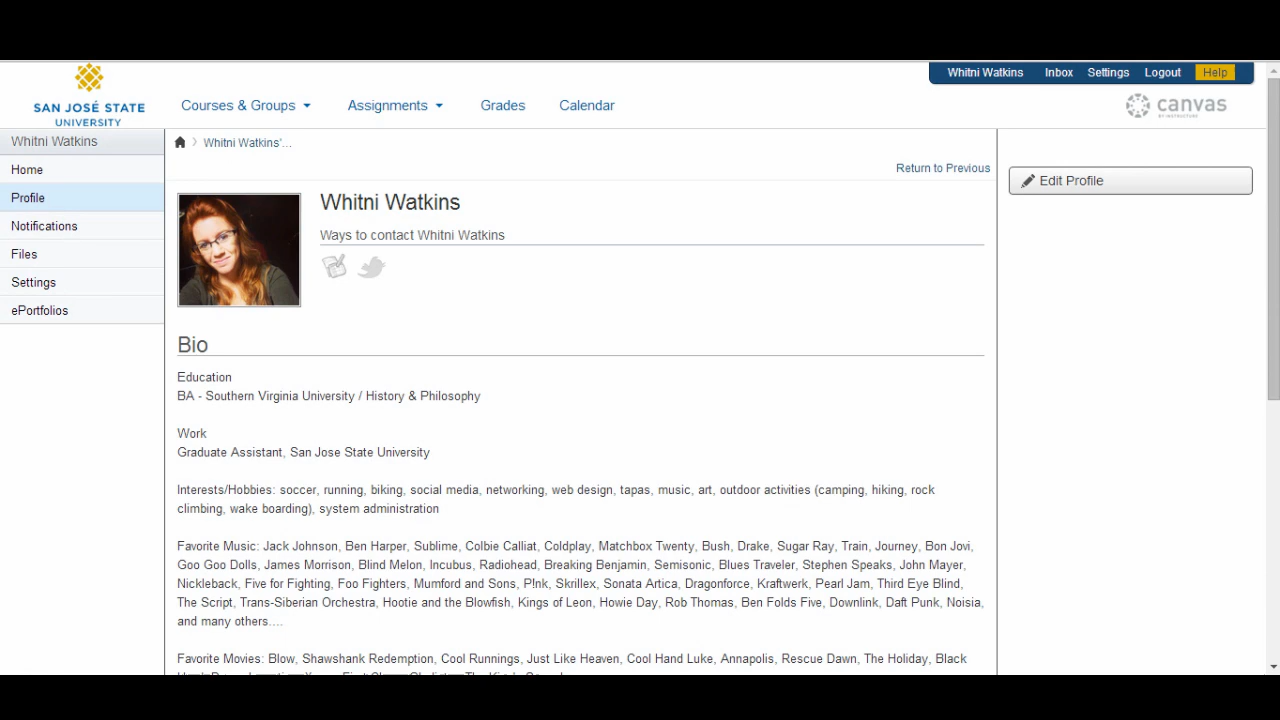 Whitni Watkins Inbox Settings Logout Help
SAN JOSÉ STATE
UNIVERSITY
Courses & Groups Assignments Grades Calendar
canvas
BY INSTRUCTURE
Whitni Watkins
Home
Profile
Notifications
Files
Settings
ePortfolios
Whitni Watkins'...
Return to Previous
Edit Profile
Whitni Watkins
Ways to contact Whitni Watkins
Bio
Education
BA - Southern Virginia University / History & Philosophy
Work
Graduate Assistant, San Jose State University
Interests/Hobbies: soccer, running, biking, social media, networking, web design, tapas, music, art, outdoor activities (camping, hiking, rock
climbing, wake boarding), system administration
Favorite Music: Jack Johnson, Ben Harper, Sublime, Colbie Calliat, Coldplay, Matchbox Twenty, Bush, Drake, Sugar Ray, Train, Journey, Bon Jovi,
Goo Goo Dolls, James Morrison, Blind Melon, Incubus, Radiohead, Breaking Benjamin, Semisonic, Blues Traveler, Stephen Speaks, John Mayer,
Nickleback, Five for Fighting, Foo Fighters, Mumford and Sons, P!nk, Skrillex, Sonata Artica, Dragonforce, Kraftwerk, Pearl Jam, Third Eye Blind,
The Script, Trans-Siberian Orchestra, Hootie and the Blowfish, Kings of Leon, Howie Day, Rob Thomas, Ben Folds Five, Downlink, Daft Punk, Noisia,
and many others....
Favorite Movies: Blow, Shawshank Redemption, Cool Runnings, Just Like Heaven, Cool Hand Luke, Annapolis, Rescue Dawn, The Holiday, Black